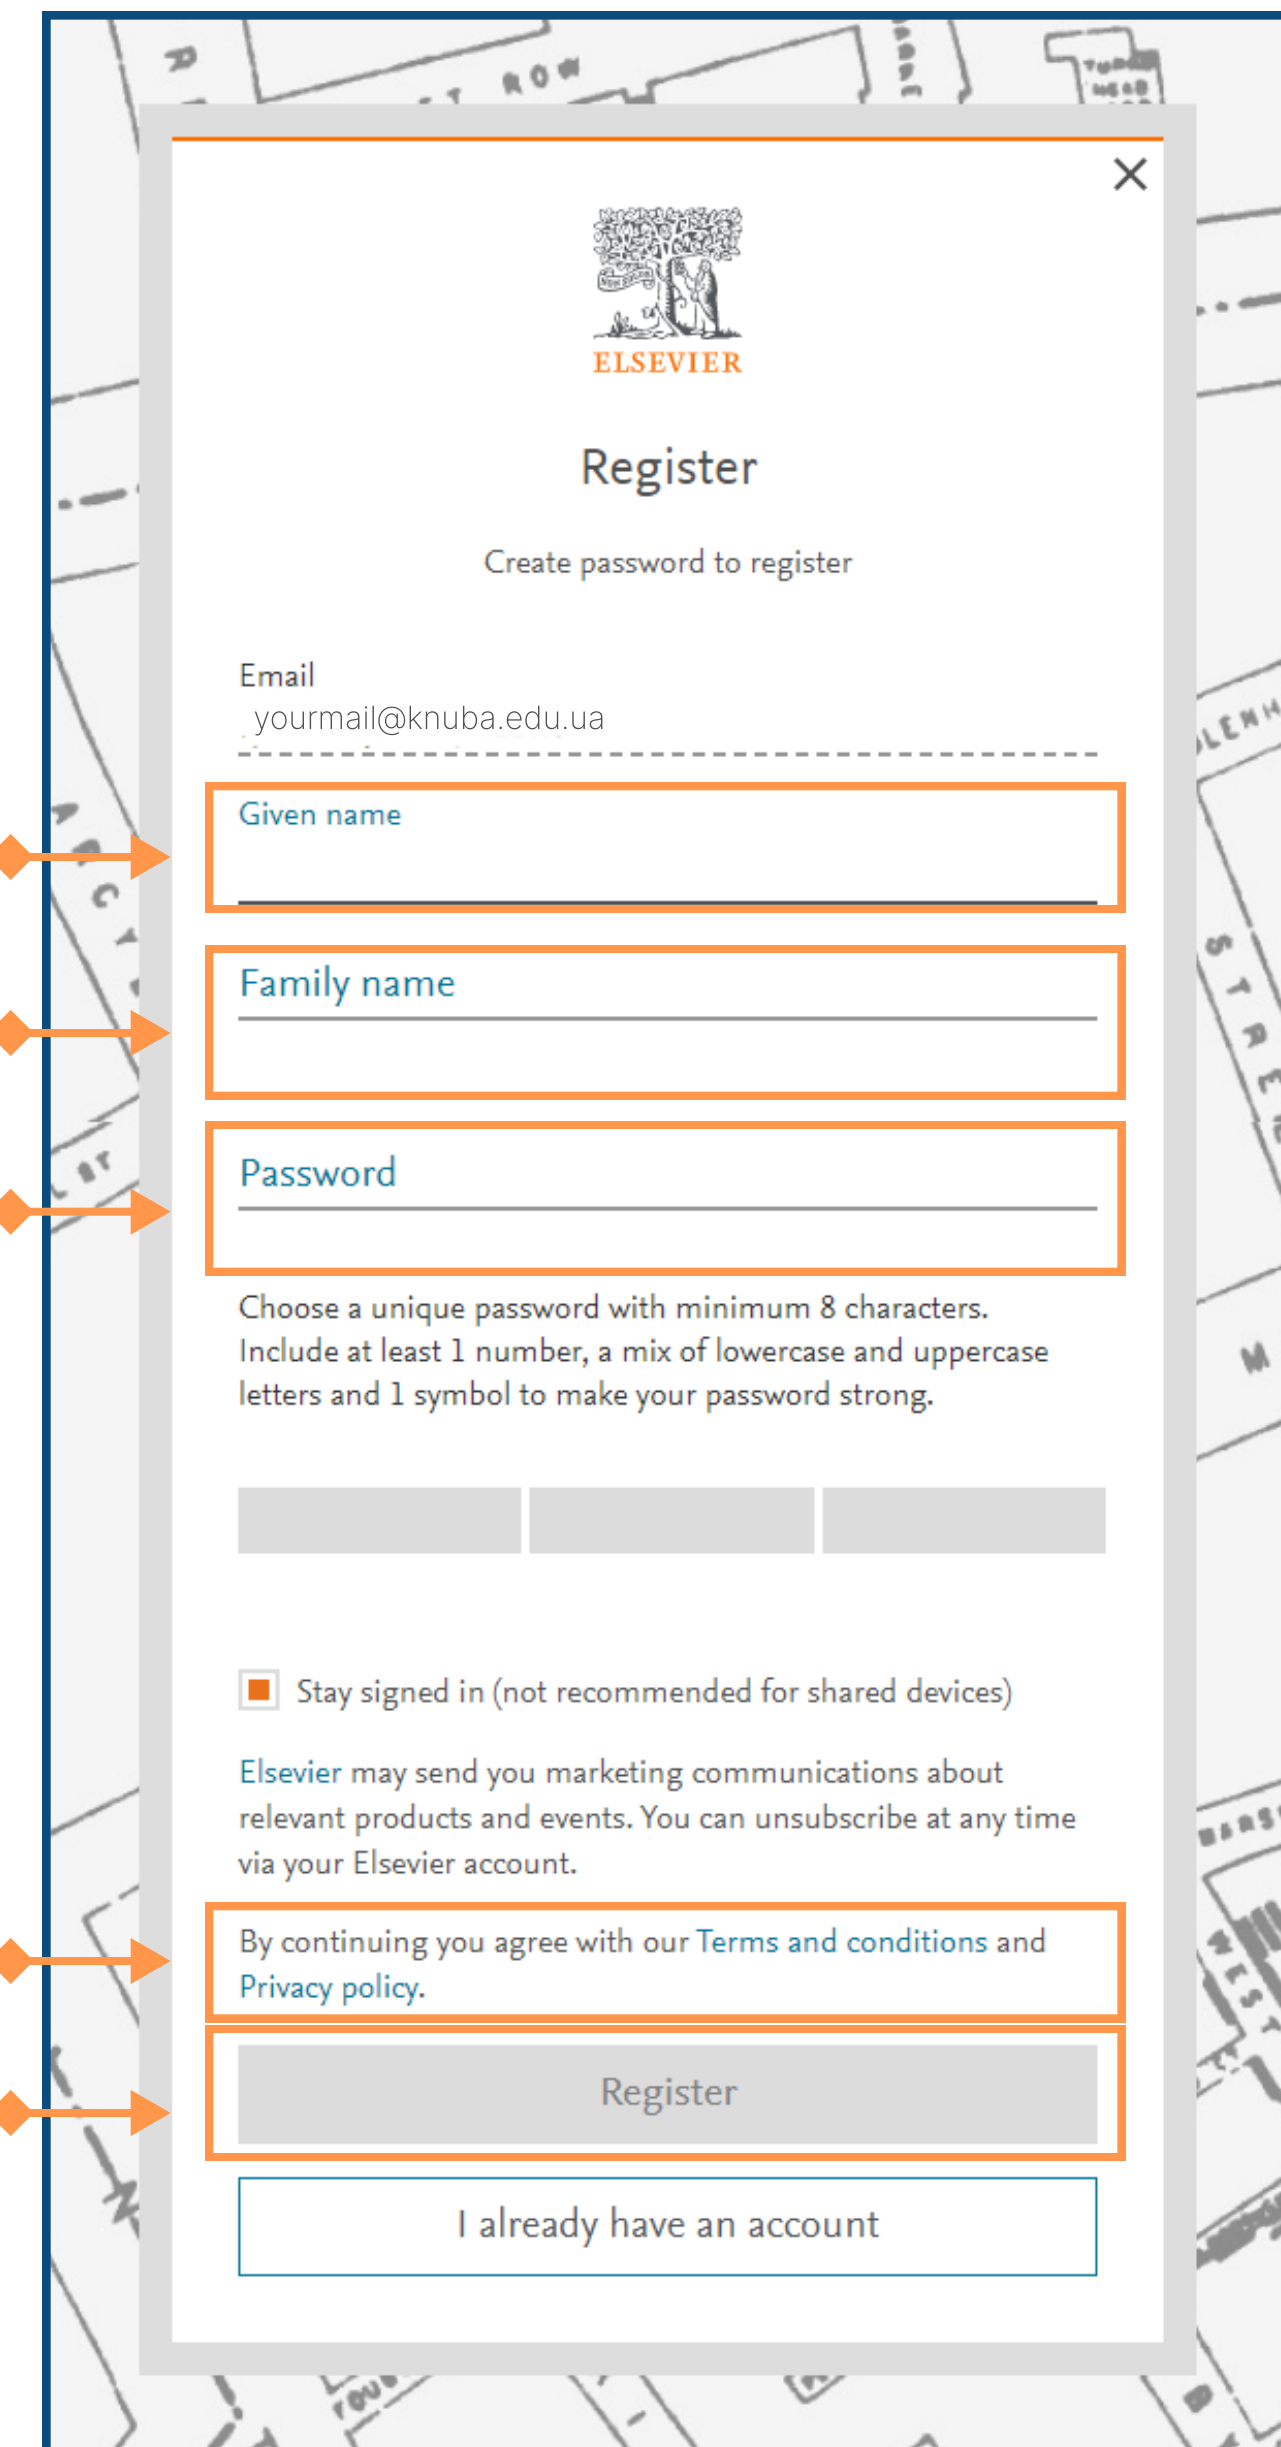 ROW
ELSEVIER
Register
Create password to register
Email
yourmail@knuba.edu.ua
Given name
Family name
Password
Choose a unique password with minimum 8 characters.
Include at least 1 number, a mix of lowercase and uppercase
letters and 1 symbol to make your password strong.
Stay signed in (not recommended for shared devices)
Elsevier may send you marketing communications about
relevant products and events. You can unsubscribe at any time
via your Elsevier account.
By continuing you agree with our Terms and conditions and
Privacy policy.
Register
I already have an account